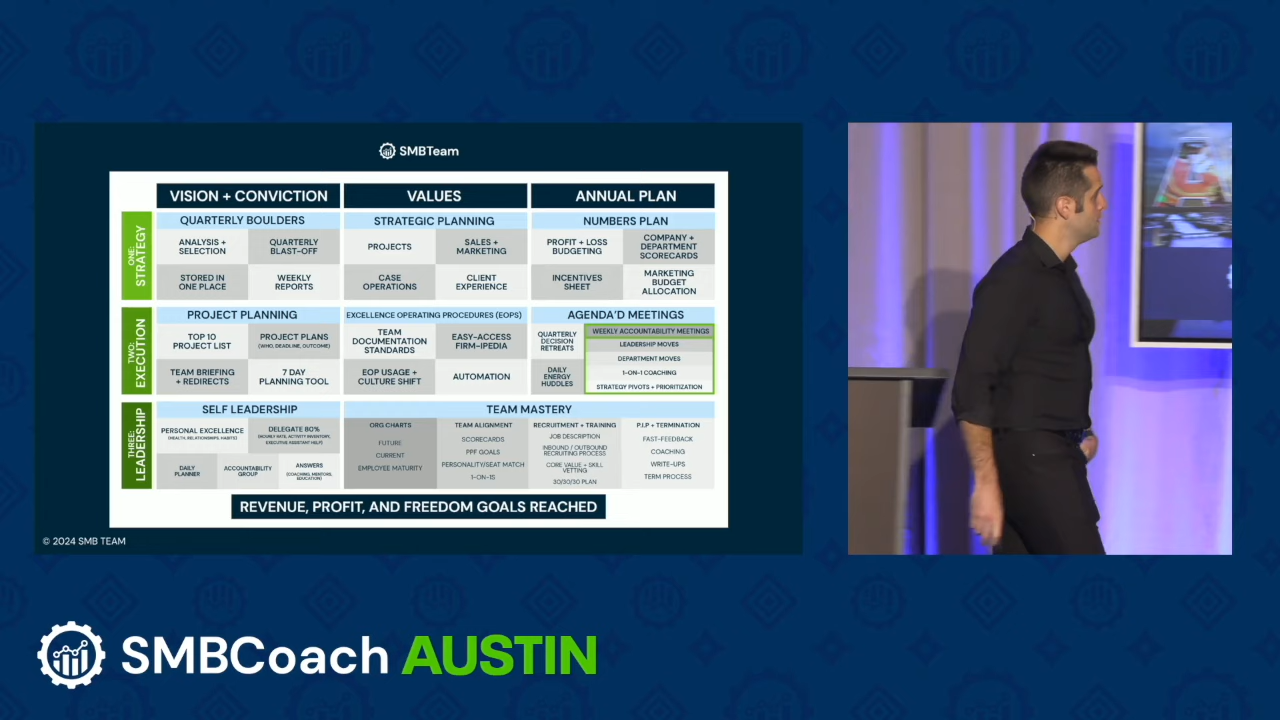 SMBTeam
VISION + CONVICTION
VALUES
ANNUAL PLAN
ONE:
STRATEGY
QUARTERLY BOULDERS
ANALYSIS +
SELECTION
QUARTERLY
BLAST-OFF
STORED IN
ONE PLACE
WEEKLY
REPORTS
STRATEGIC PLANNING
PROJECTS
SALES +
MARKETING
CASE
OPERATIONS
CLIENT
EXPERIENCE
NUMBERS PLAN
PROFIT + LOSS
BUDGETING
COMPANY +
DEPARTMENT
SCORECARDS
INCENTIVES
SHEET
MARKETING
BUDGET
ALLOCATION
TWO:
EXECUTION
PROJECT PLANNING
TOP 10
PROJECT LIST
PROJECT PLANS
(WHO, DEADLINE, OUTCOME)
TEAM BRIEFING
+ REDIRECTS
7 DAY
PLANNING TOOL
EXCELLENCE OPERATING PROCEDURES (EOPS)
TEAM
DOCUMENTATION
STANDARDS
EASY-ACCESS
FIRM-IPEDIA
EOP USAGE +
CULTURE SHIFT
AUTOMATION
AGENDA'D MEETINGS
QUARTERLY
DECISION
RETREATS
DAILY
ENERGY
HUDDLES
WEEKLY ACCOUNTABILITY MEETINGS
LEADERSHIP MOVES
DEPARTMENT MOVES
1-ON-1 COACHING
STRATEGY PIVOTS + PRIORITIZATION
THREE:
LEADERSHIP
SELF LEADERSHIP
PERSONAL EXCELLENCE
(HEALTH, RELATIONSHIPS, HABITS)
DELEGATE 80%
(HOURLY RATE, ACTIVITY INVENTORY,
EXECUTIVE ASSISTANT HELP)
DAILY
PLANNER
ACCOUNTABILITY
GROUP
ANSWERS
(COACHING, MENTORS,
EDUCATION)
TEAM MASTERY
ORG CHARTS
FUTURE
CURRENT
EMPLOYEE MATURITY
TEAM ALIGNMENT
SCORECARDS
PPF GOALS
PERSONALITY/SEAT MATCH
1-ON-1S
RECRUITMENT + TRAINING
JOB DESCRIPTION
INBOUND / OUTBOUND
RECRUITING PROCESS
CORE VALUE + SKILL
VETTING
30/30/30 PLAN
P.I.P + TERMINATION
FAST-FEEDBACK
COACHING
WRITE-UPS
TERM PROCESS
REVENUE, PROFIT, AND FREEDOM GOALS REACHED
© 2024 SMB TEAM
SMBCoach AUSTIN